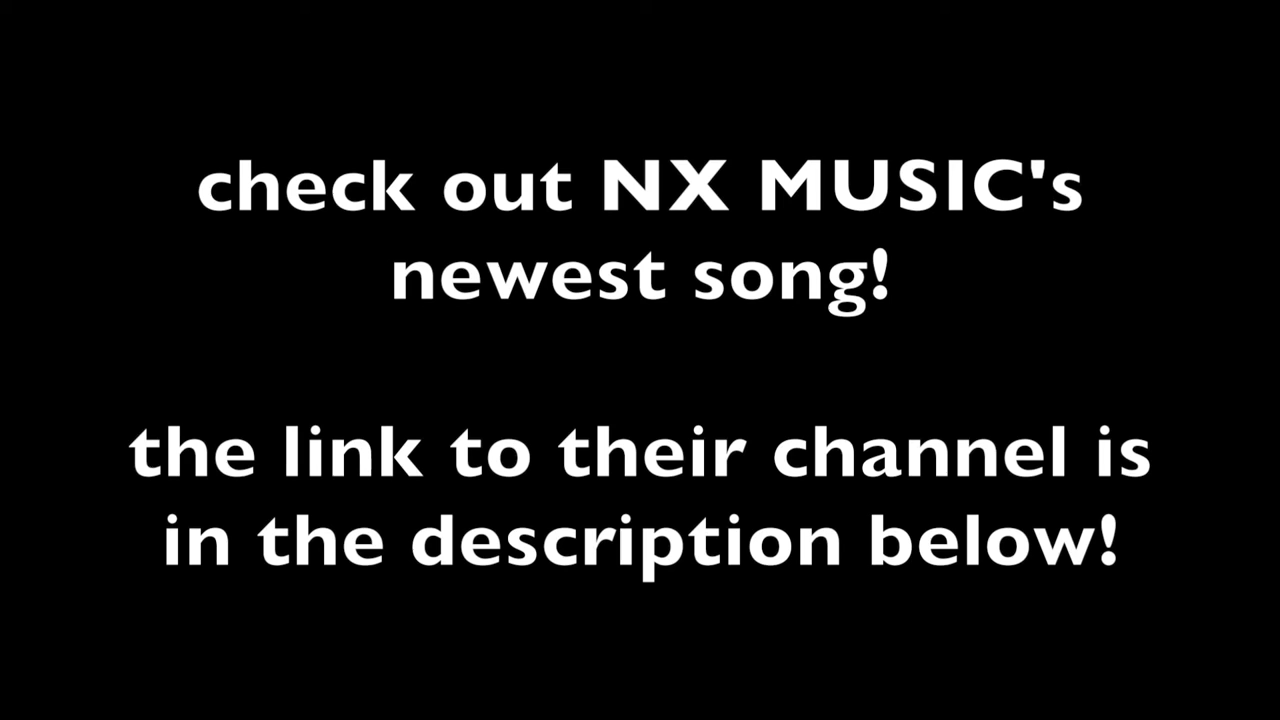 check out NX MUSIC's
newest song!
the link to their channel is
in the description below!